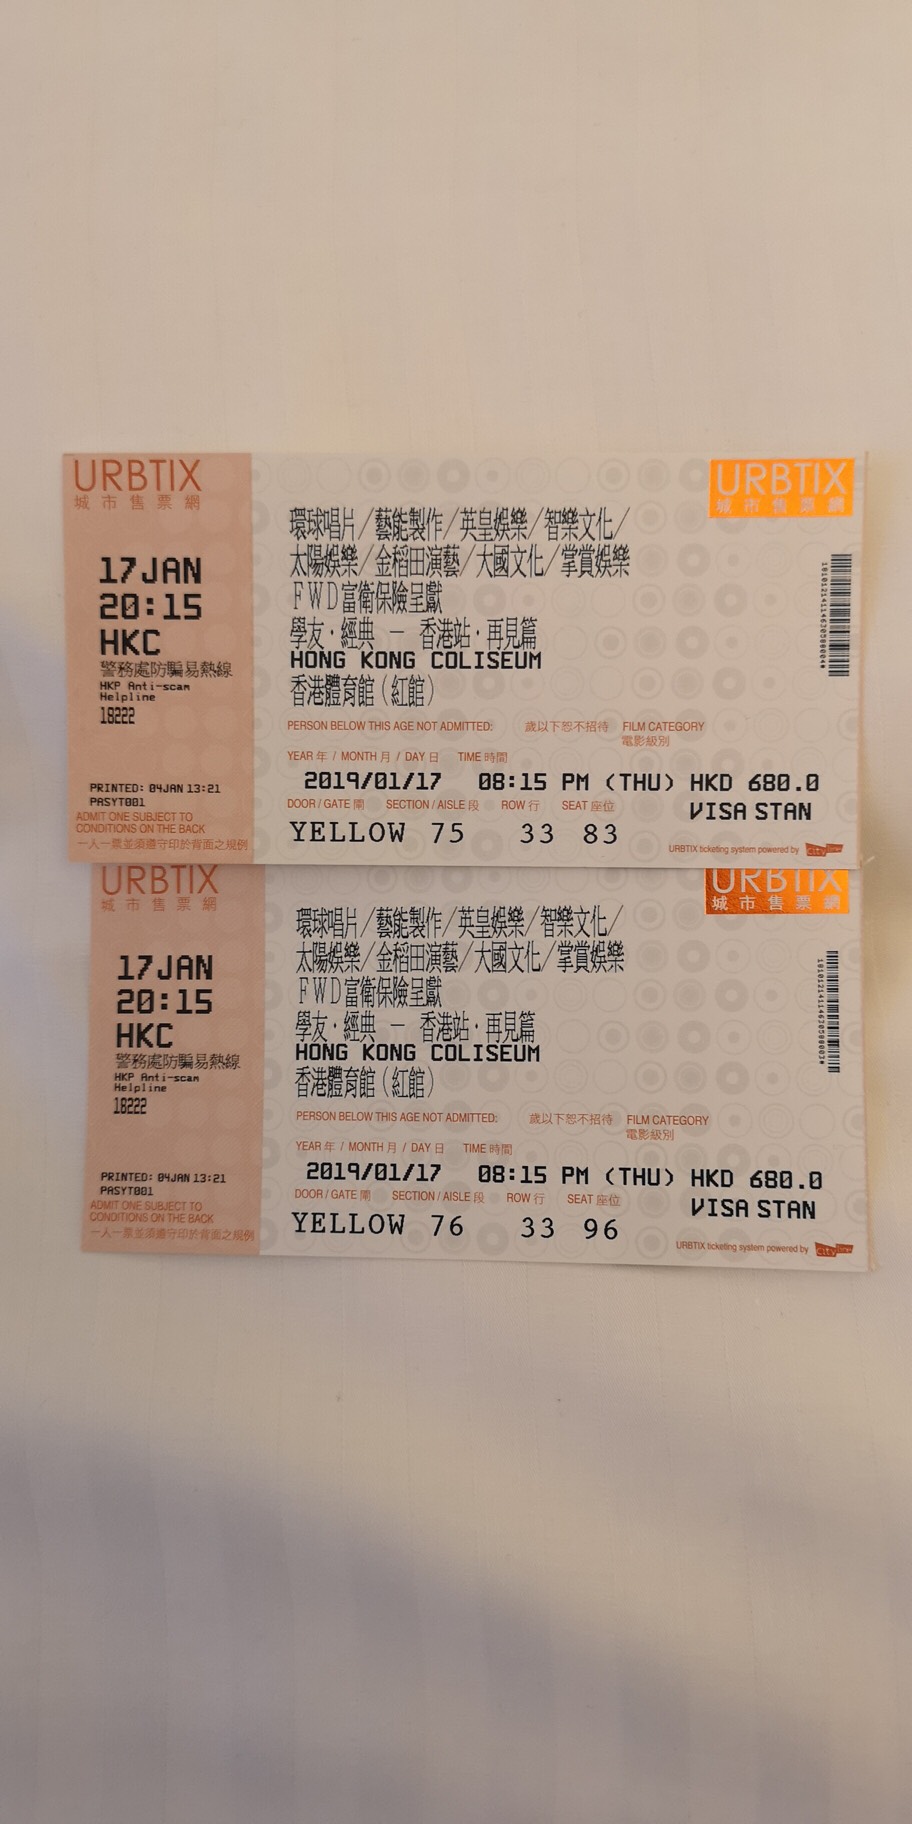 URBTIX
城市售票網
17JAN
20:15
HKC
警務處防騙易熱線
HKP Anti-scam
Helpline
18222
PRINTED: 04JAN 13:21
PASYT001
ADMIT ONE SUBJECT TO
CONDITIONS ON THE BACK
一人一票並須遵守印於背面之規例
URBTIX
城市售票網
環球唱片/藝能製作/英皇娛樂/智樂文化/
太陽娛樂/金稻田演藝/大國文化/掌賞娛樂
FWD富衛保險呈獻
學友．經典 — 香港站．再見篇
HONG KONG COLISEUM
香港體育館(紅館)
PERSON BELOW THIS AGE NOT ADMITTED: 歲以下恕不招待 FILM CATEGORY
電影級別
YEAR 年 / MONTH 月 / DAY 日 TIME 時間
2019/01/17 08:15 PM (THU) HKD 680.0
DOOR / GATE 閘 SECTION / AISLE 段 ROW 行 SEAT 座位
VISA STAN
YELLOW 75 33 83
URBTIX ticketing system powered by cityline
URBTIX
城市售票網
17JAN
20:15
HKC
警務處防騙易熱線
HKP Anti-scam
Helpline
18222
PRINTED: 04JAN 13:21
PASYT001
ADMIT ONE SUBJECT TO
CONDITIONS ON THE BACK
一人一票並須遵守印於背面之規例
URBTIX
城市售票網
環球唱片/藝能製作/英皇娛樂/智樂文化/
太陽娛樂/金稻田演藝/大國文化/掌賞娛樂
FWD富衛保險呈獻
學友．經典 — 香港站．再見篇
HONG KONG COLISEUM
香港體育館(紅館)
PERSON BELOW THIS AGE NOT ADMITTED: 歲以下恕不招待 FILM CATEGORY
電影級別
YEAR 年 / MONTH 月 / DAY 日 TIME 時間
2019/01/17 08:15 PM (THU) HKD 680.0
DOOR / GATE 閘 SECTION / AISLE 段 ROW 行 SEAT 座位
VISA STAN
YELLOW 76 33 96
URBTIX ticketing system powered by cityline